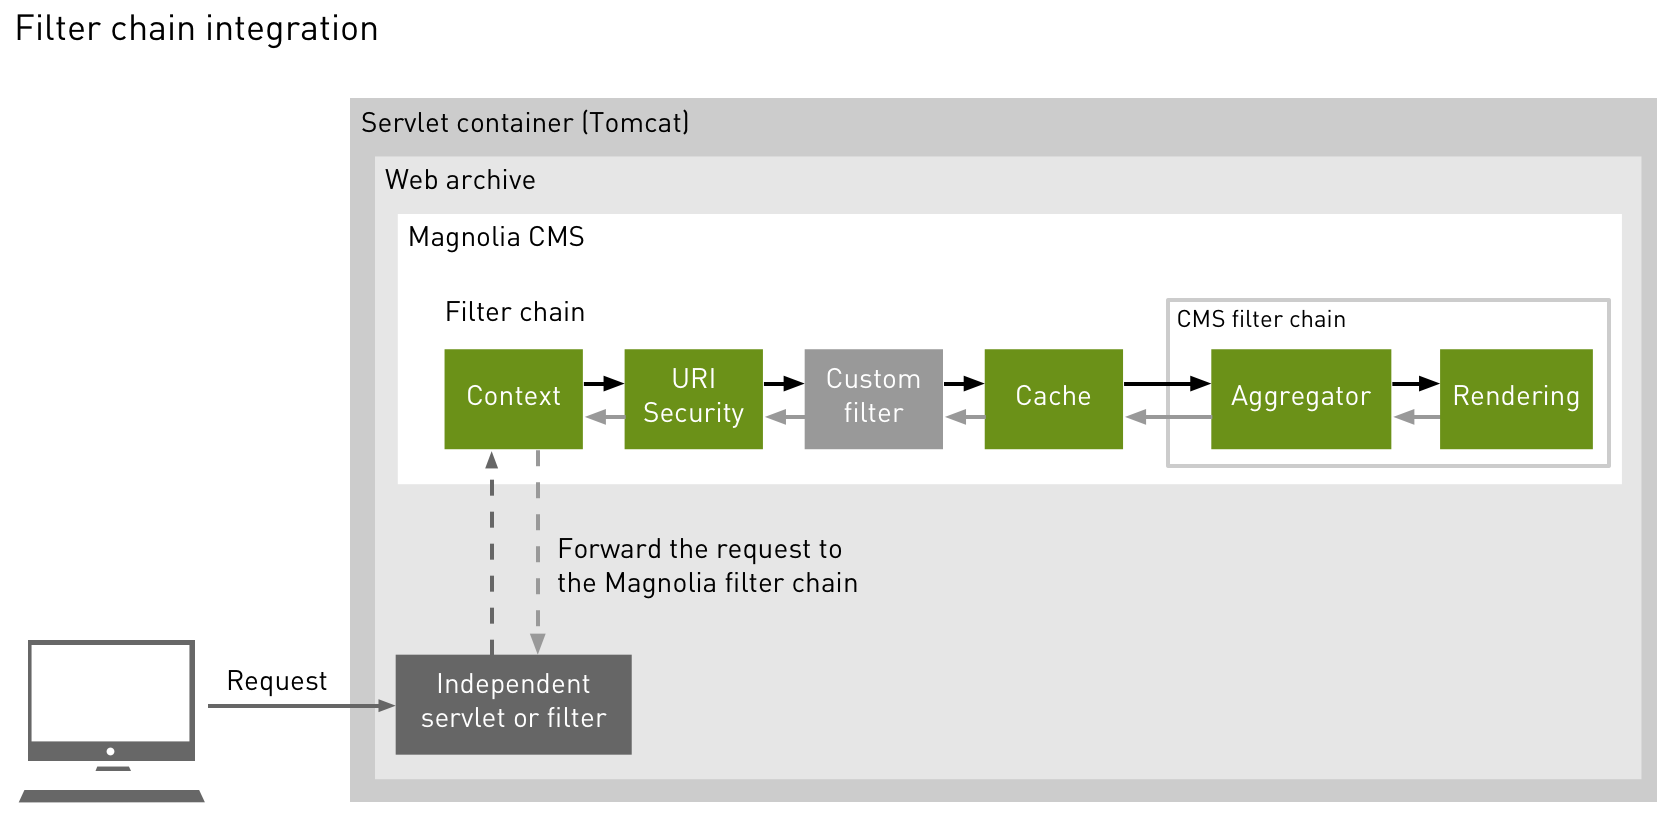 Filter chain integration
Servlet container (Tomcat)
Web archive
Magnolia CMS
Filter chain
CMS filter chain
Context
URI
Security
Custom
filter
Cache
Aggregator
Rendering
Forward the request to
the Magnolia filter chain
Request
Independent
servlet or filter